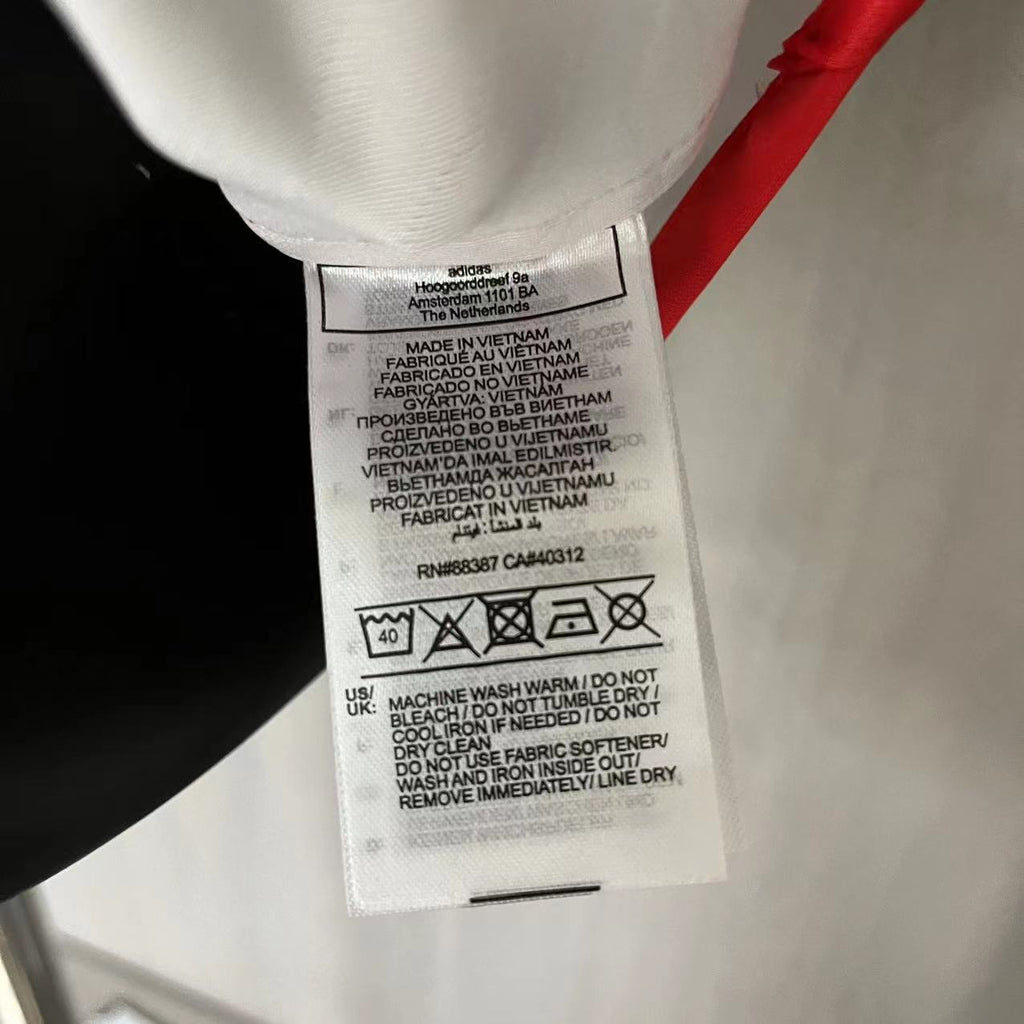 adidas
Hoogoorddreef 9a
Amsterdam 1101 BA
The Netherlands
MADE IN VIETNAM
FABRIQUÉ AU VIÊTNAM
FABRICADO EN VIETNAM
FABRICADO NO VIETNAME
GYÁRTVA: VIETNÁM
ПРОИЗВЕДЕНО ВЪВ ВИЕТНАМ
СДЕЛАНО ВО ВЬЕТНАМЕ
PROIZVEDENO U VIJETNAMU
VIETNAM'DA IMAL EDILMISTIR.
ВЬЕТНАМДА ЖАСАЛҒАН
PROIZVEDENO U VIJETNAMU
FABRICAT IN VIETNAM
بلد المنشأ: فيتنام
RN#88387 CA#40312
40
US/
UK:
MACHINE WASH WARM / DO NOT
BLEACH / DO NOT TUMBLE DRY /
COOL IRON IF NEEDED / DO NOT
DRY CLEAN
DO NOT USE FABRIC SOFTENER/
WASH AND IRON INSIDE OUT/
REMOVE IMMEDIATELY/ LINE DRY